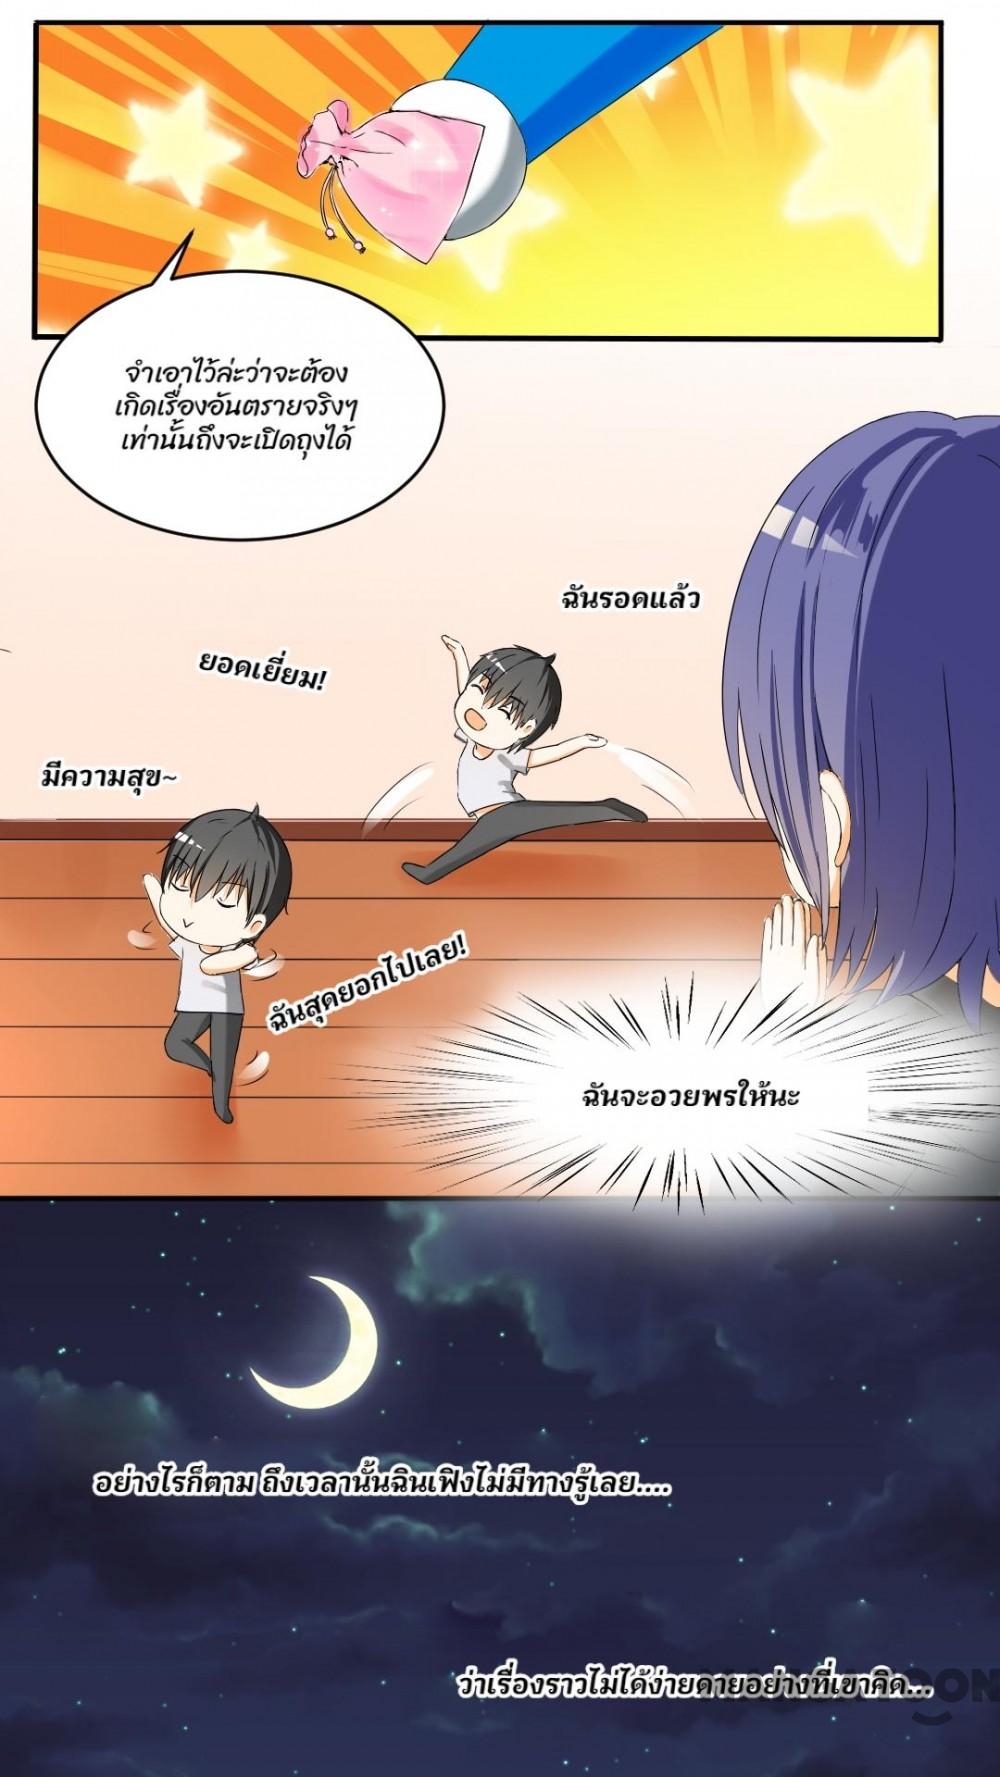 จำเอาไว้ล่ะว่าจะต้อง
เกิดเรื่องอันตรายจริงๆ
เท่านั้นถึงจะเปิดถุงได้
ฉันรอดแล้ว
ยอดเยี่ยม!
มีความสุข~
ฉันสุดยอกไปเลย!
ฉันจะอวยพรให้นะ
อย่างไรก็ตาม ถึงเวลานั้นฉินเฟิงไม่มีทางรู้เลย....
ว่าเรื่องราวไม่ได้ง่ายดายอย่างที่เขาคิด...
MANGATOON